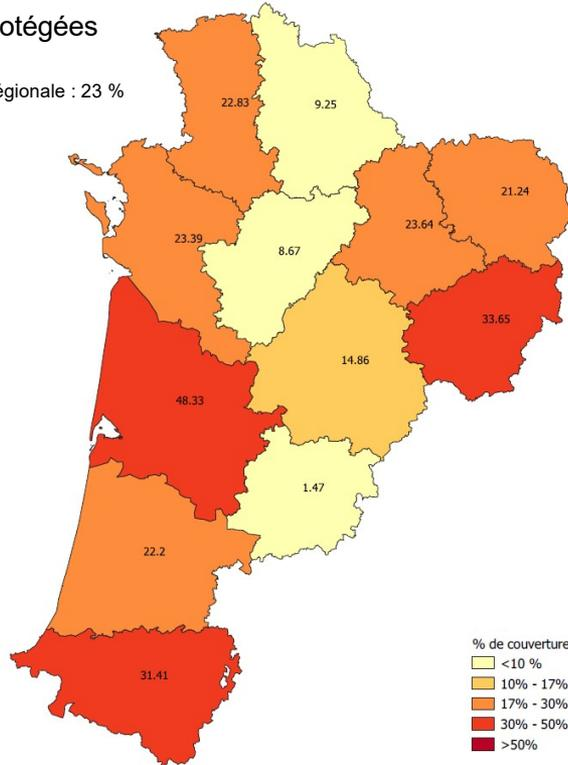 otégées
égionale : 23 %
22.83
9.25
21.24
23.64
23.39
8.67
33.65
14.86
48.33
1.47
22.2
31.41
% de couverture
<10 %
10% - 17%
17% - 30%
30% - 50%
>50%